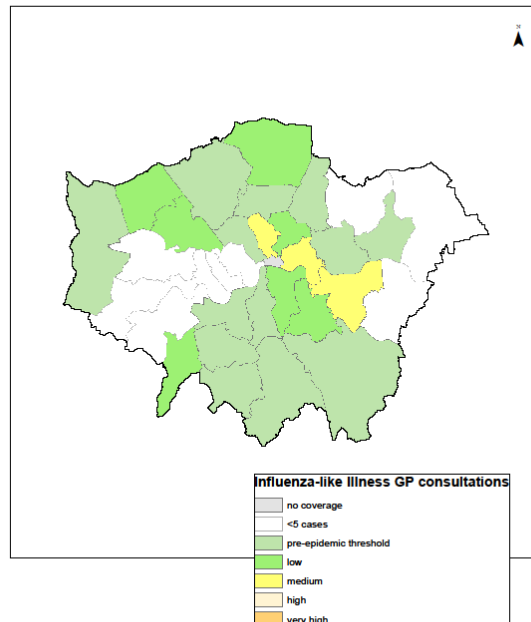 N
Influenza-like Illness GP consultations
no coverage
<5 cases
pre-epidemic threshold
low
medium
high
very high